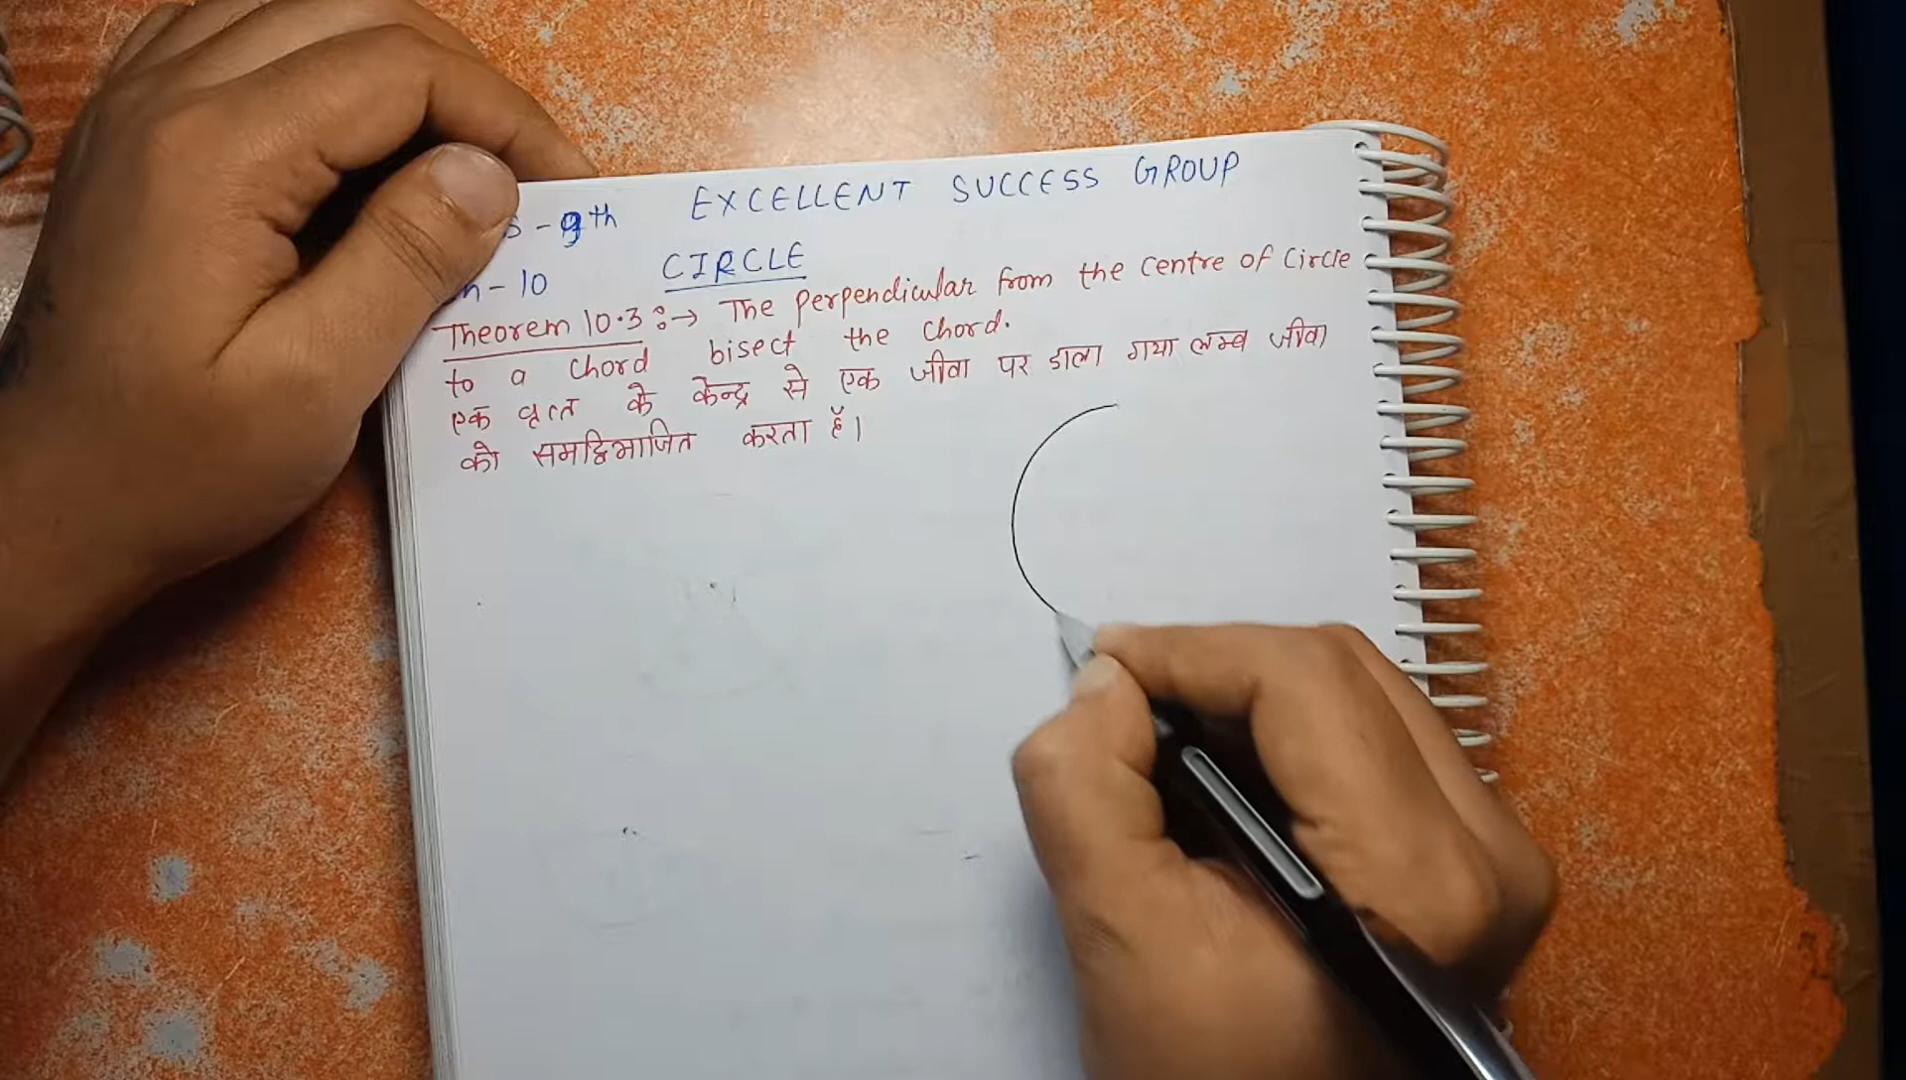 EXCELLENT SUCCESS GROUP
- 9th
CIRCLE
- 10
Theorem 10.3 :→ The perpendicular from the centre of Circle
to a chord bisect the chord.
एक वृत्त के केन्द्र से एक जीवा पर डाला गया लम्ब जीवा
को समद्विभाजित करता है।